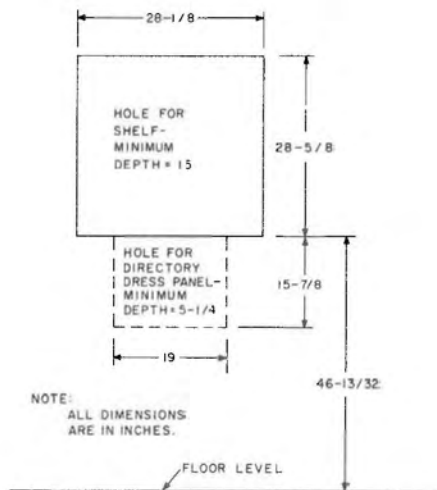 28-1/8
HOLE FOR
SHELF-
MINIMUM
DEPTH = 15
28-5/8
HOLE FOR
DIRECTORY
DRESS PANEL-
MINIMUM
DEPTH=5-1/4
15-7/8
19
46-13/32
NOTE:
ALL DIMENSIONS
ARE IN INCHES.
FLOOR LEVEL